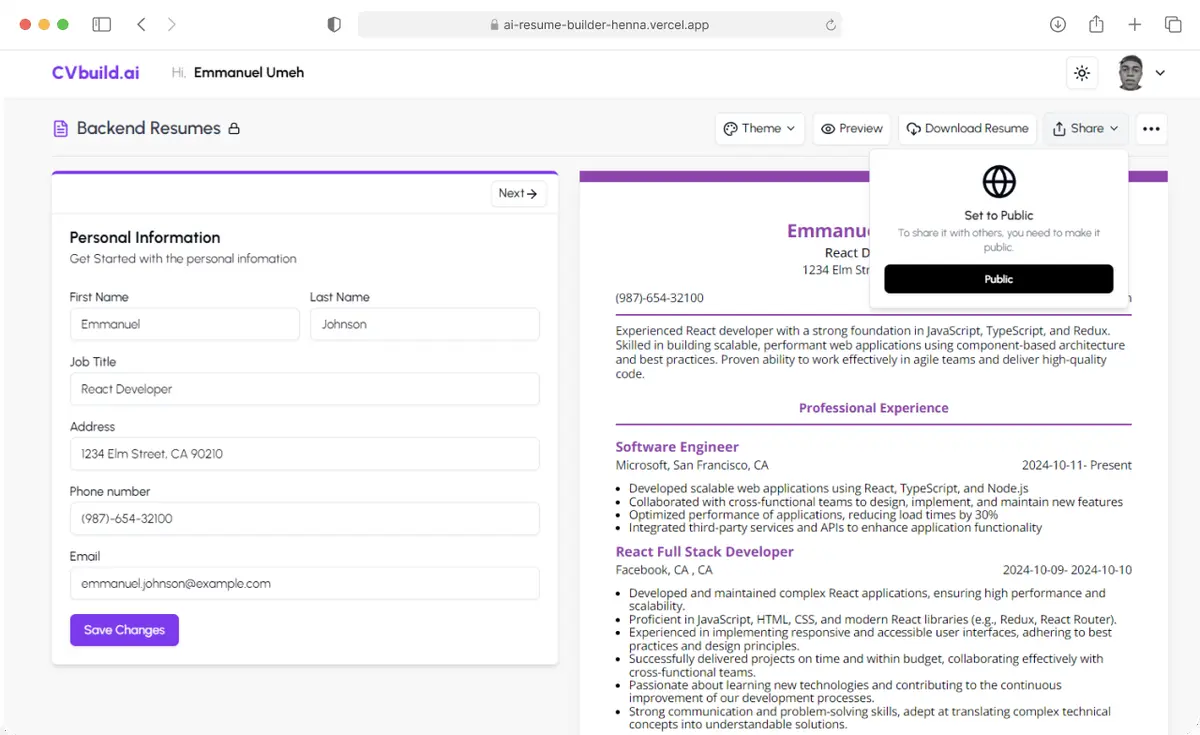 ai-resume-builder-henna.vercel.app
CVbuild.ai
Hi, Emmanuel Umeh
Backend Resumes
Theme
Preview
Download Resume
Share
Set to Public
To share it with others, you need to make it
public.
Public
Next
Personal Information
Get Started with the personal infomation
First Name
Last Name
Emmanuel
Johnson
Job Title
React Developer
Address
1234 Elm Street, CA 90210
Phone number
(987)-654-32100
Email
emmanuel.johnson@example.com
Save Changes
React D
1234 Elm Str
(987)-654-32100
Experienced React developer with a strong foundation in JavaScript, TypeScript, and Redux.
Skilled in building scalable, performant web applications using component-based architecture
and best practices. Proven ability to work effectively in agile teams and deliver high-quality
code.
Professional Experience
Software Engineer
Microsoft, San Francisco, CA
2024-10-11- Present
Developed scalable web applications using React, TypeScript, and Node.js
Collaborated with cross-functional teams to design, implement, and maintain new features
Optimized performance of applications, reducing load times by 30%
Integrated third-party services and APIs to enhance application functionality
React Full Stack Developer
Facebook, CA , CA
2024-10-09- 2024-10-10
Developed and maintained complex React applications, ensuring high performance and
scalability.
Proficient in JavaScript, HTML, CSS, and modern React libraries (e.g., Redux, React Router).
Experienced in implementing responsive and accessible user interfaces, adhering to best
practices and design principles.
Successfully delivered projects on time and within budget, collaborating effectively with
cross-functional teams.
Passionate about learning new technologies and contributing to the continuous
improvement of our development processes.
Strong communication and problem-solving skills, adept at translating complex technical
concepts into understandable solutions.